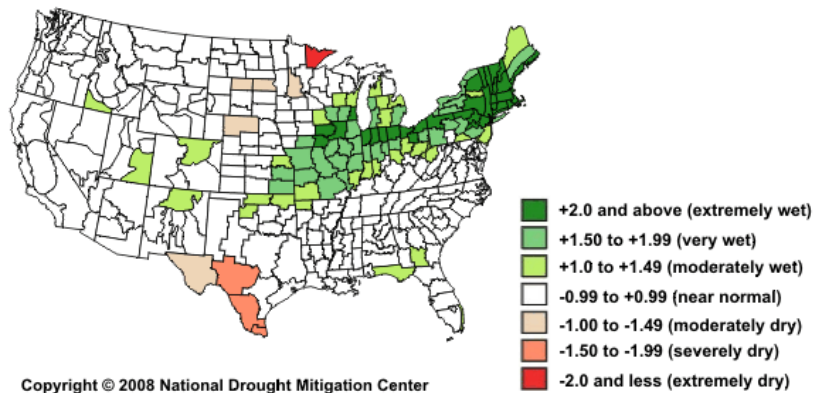 +2.0 and above (extremely wet)
+1.50 to +1.99 (very wet)
+1.0 to +1.49 (moderately wet)
-0.99 to +0.99 (near normal)
-1.00 to -1.49 (moderately dry)
-1.50 to -1.99 (severely dry)
-2.0 and less (extremely dry)
Copyright © 2008 National Drought Mitigation Center